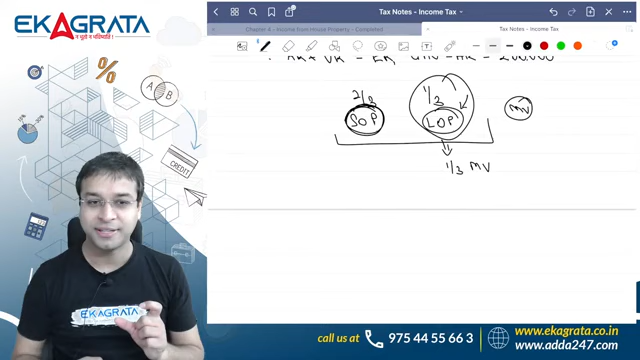 EKAGRATA
Tax Notes - Income Tax
Chapter 4 - Income from House Property - Completed
Tax Notes - Income Tax
2/3
1/3
SOP
LOP
MV
1/3 MV
%
A
B
CREDIT CARD
EKAGRATA
call us at
975 44 55 66 3
www.ekagrata.co.in
www.adda247.com